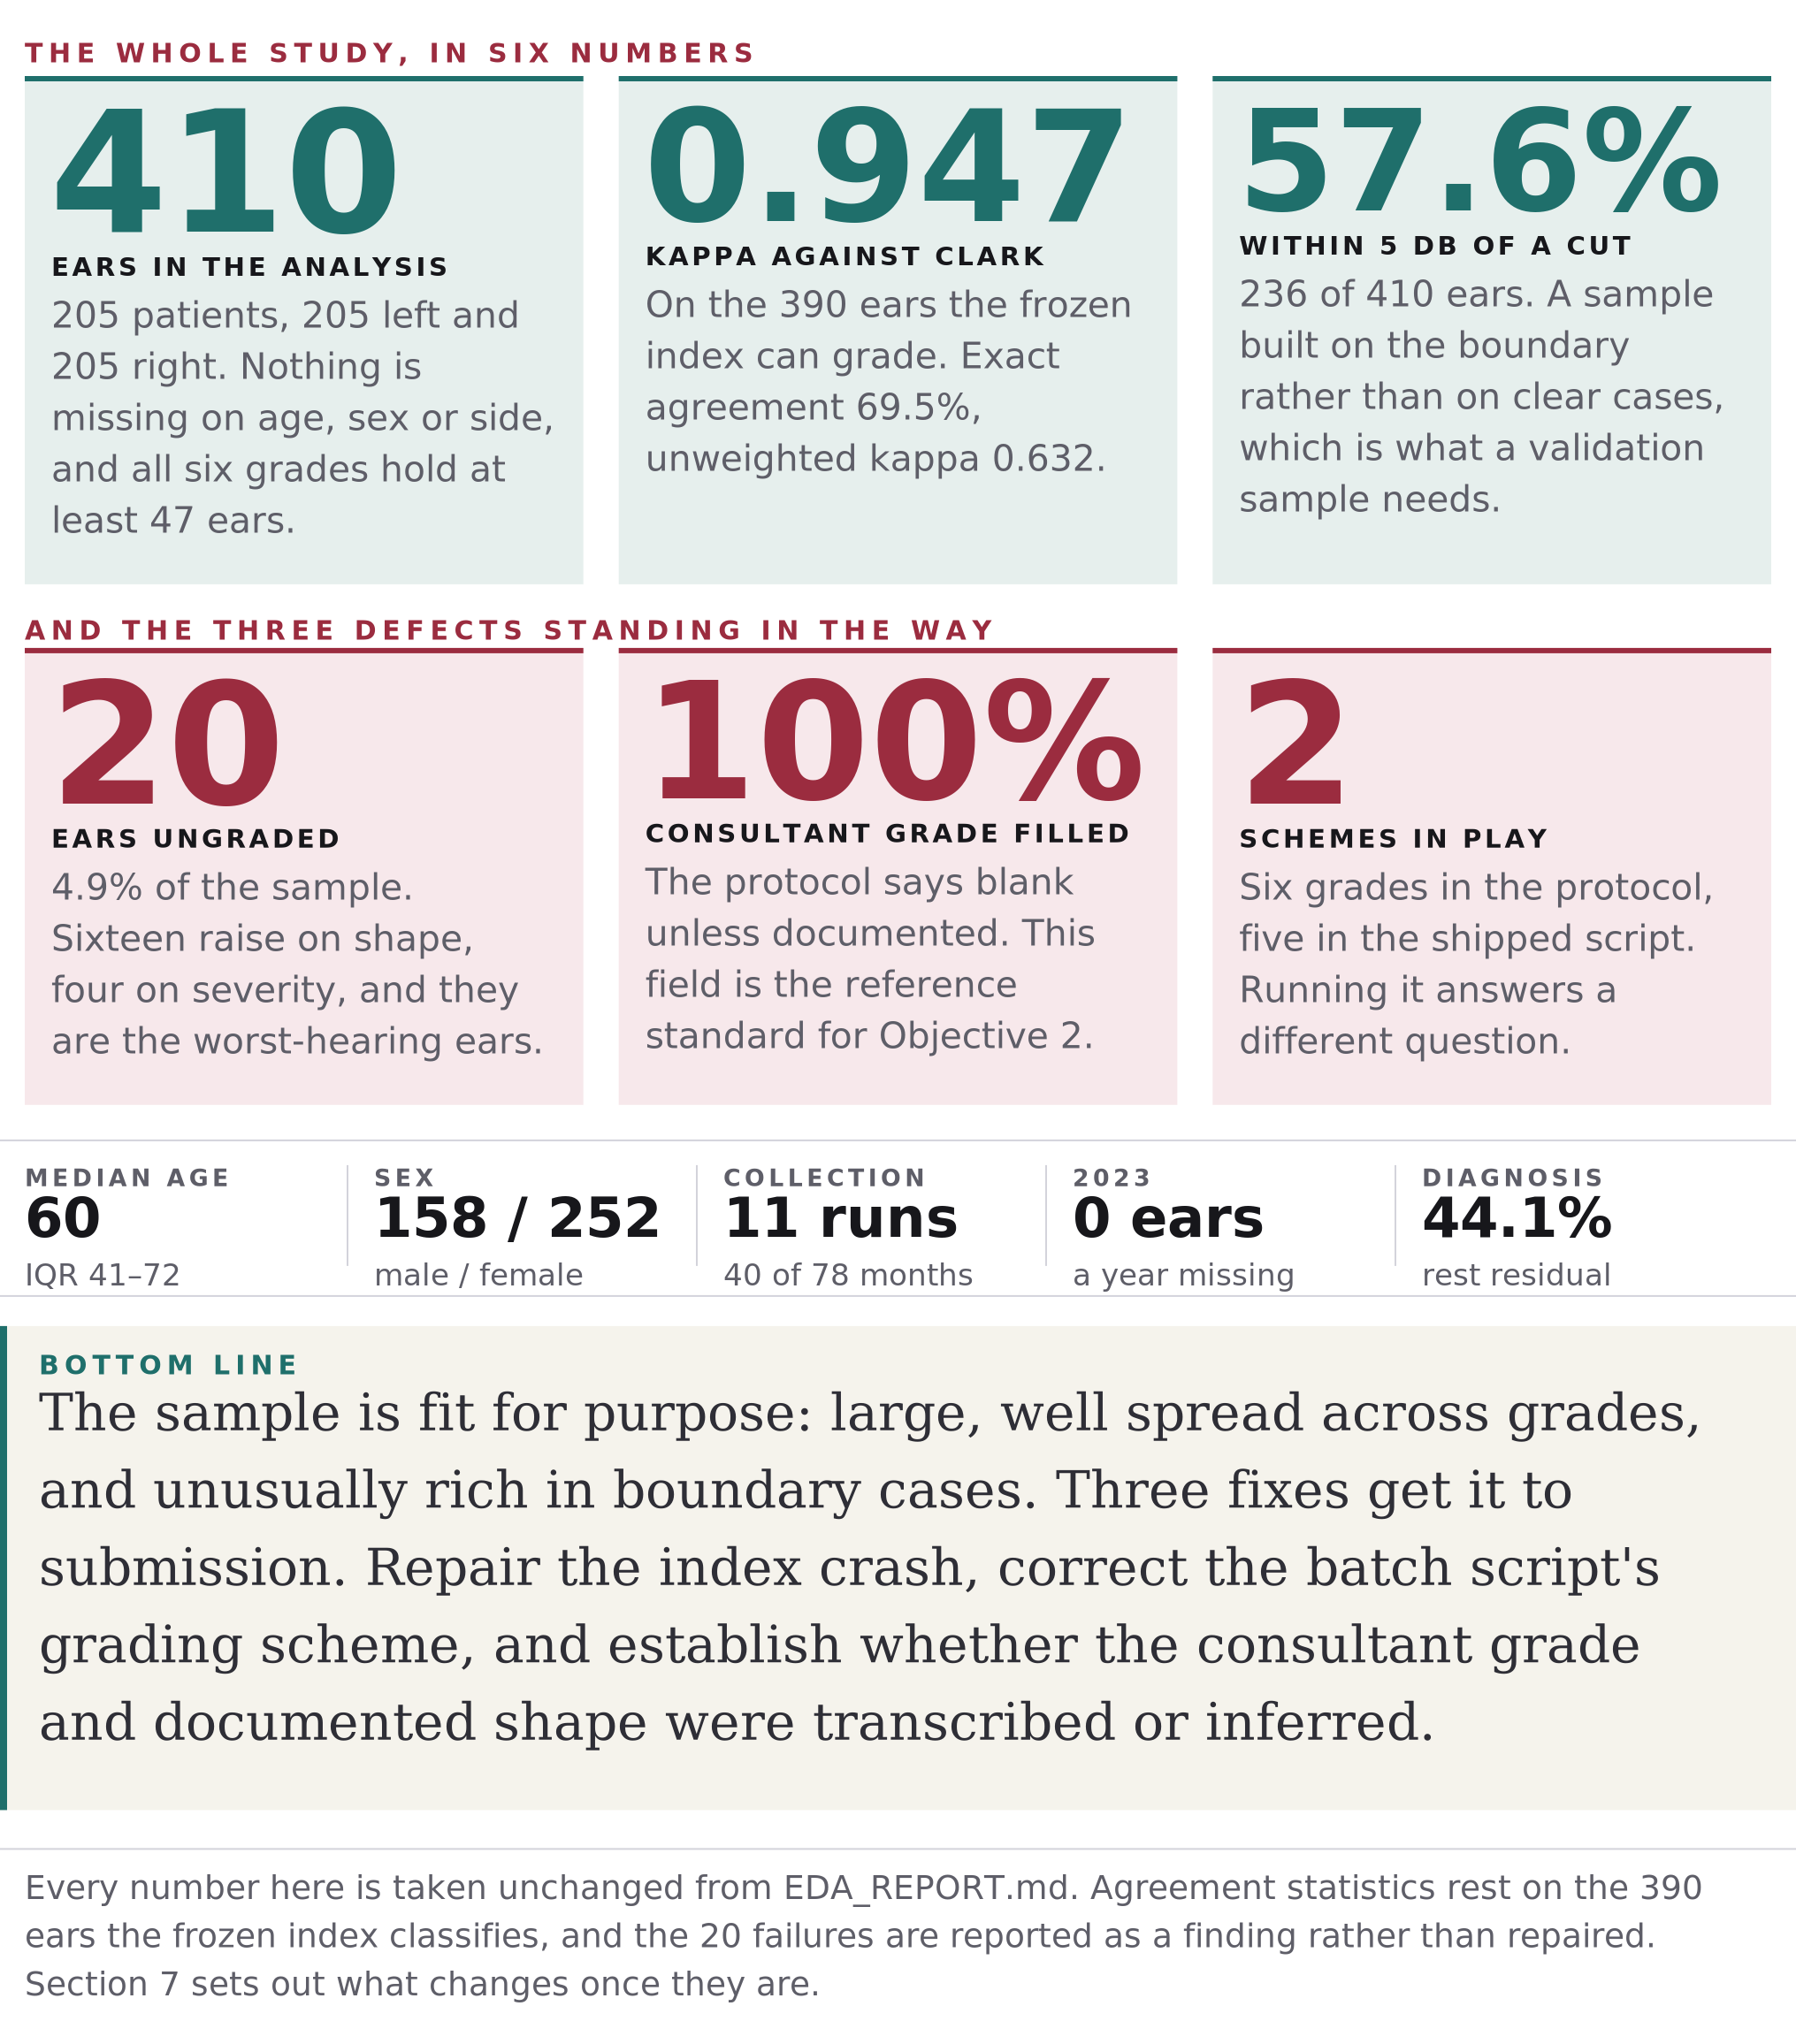 THE WHOLE STUDY, IN SIX NUMBERS
410
EARS IN THE ANALYSIS
205 patients, 205 left and
205 right. Nothing is
missing on age, sex or side,
and all six grades hold at
least 47 ears.
0.947
KAPPA AGAINST CLARK
On the 390 ears the frozen
index can grade. Exact
agreement 69.5%,
unweighted kappa 0.632.
57.6%
WITHIN 5 DB OF A CUT
236 of 410 ears. A sample
built on the boundary
rather than on clear cases,
which is what a validation
sample needs.
AND THE THREE DEFECTS STANDING IN THE WAY
20
EARS UNGRADED
4.9% of the sample.
Sixteen raise on shape,
four on severity, and they
are the worst-hearing ears.
100%
CONSULTANT GRADE FILLED
The protocol says blank
unless documented. This
field is the reference
standard for Objective 2.
2
SCHEMES IN PLAY
Six grades in the protocol,
five in the shipped script.
Running it answers a
different question.
MEDIAN AGE
60
IQR 41–72
SEX
158 / 252
male / female
COLLECTION
11 runs
40 of 78 months
2023
0 ears
a year missing
DIAGNOSIS
44.1%
rest residual
BOTTOM LINE
The sample is fit for purpose: large, well spread across grades,
and unusually rich in boundary cases. Three fixes get it to
submission. Repair the index crash, correct the batch script's
grading scheme, and establish whether the consultant grade
and documented shape were transcribed or inferred.
Every number here is taken unchanged from EDA_REPORT.md. Agreement statistics rest on the 390
ears the frozen index classifies, and the 20 failures are reported as a finding rather than repaired.
Section 7 sets out what changes once they are.